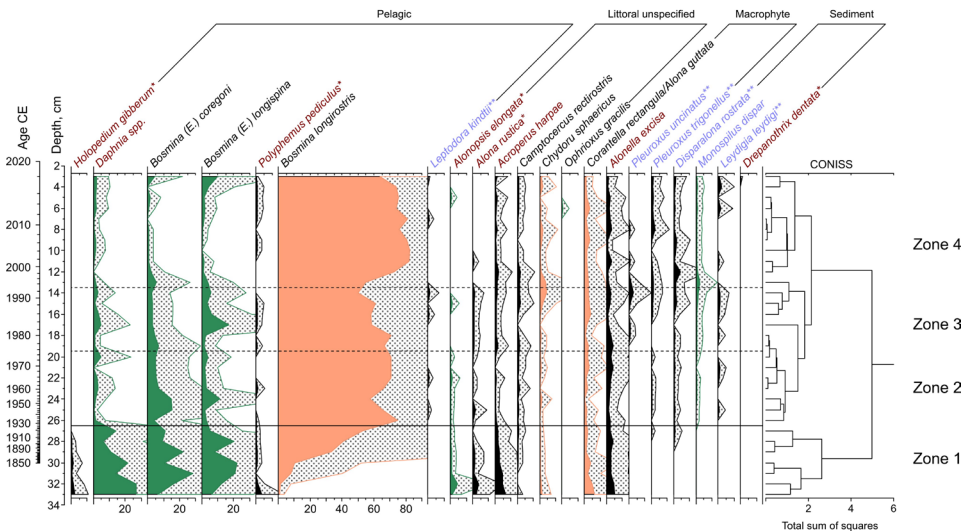 Pelagic
Littoral unspecified
Macrophyte
Sediment
Age CE
Depth, cm
Holopedium gibberum*
Daphnia spp.
Bosmina (E.) coregoni
Bosmina (E.) longispina
Polyphemus pediculus*
Bosmina longirostris
Leptodora kindtii**
Alonopsis elongata*
Alona rustica*
Acroperus harpae
Camptocercus rectirostris
Chydorus sphaericus
Ophrioxus gracilis
Corantella rectangula/Alona guttata
Alonella excisa
Pleuroxus uncinatus**
Pleuroxus trigonellus**
Disparalona rostrata**
Monospilus dispar
Leydigia leydigi**
Drepanothrix dentata*
CONISS
2020
2010
2000
1990
1980
1970
1960
1950
1930
1910
1890
1850
2
4
6
8
10
12
14
16
18
20
22
24
26
28
30
32
34
Zone 4
Zone 3
Zone 2
Zone 1
20
20
20
20 40 60 80
0 2 4 6
Total sum of squares